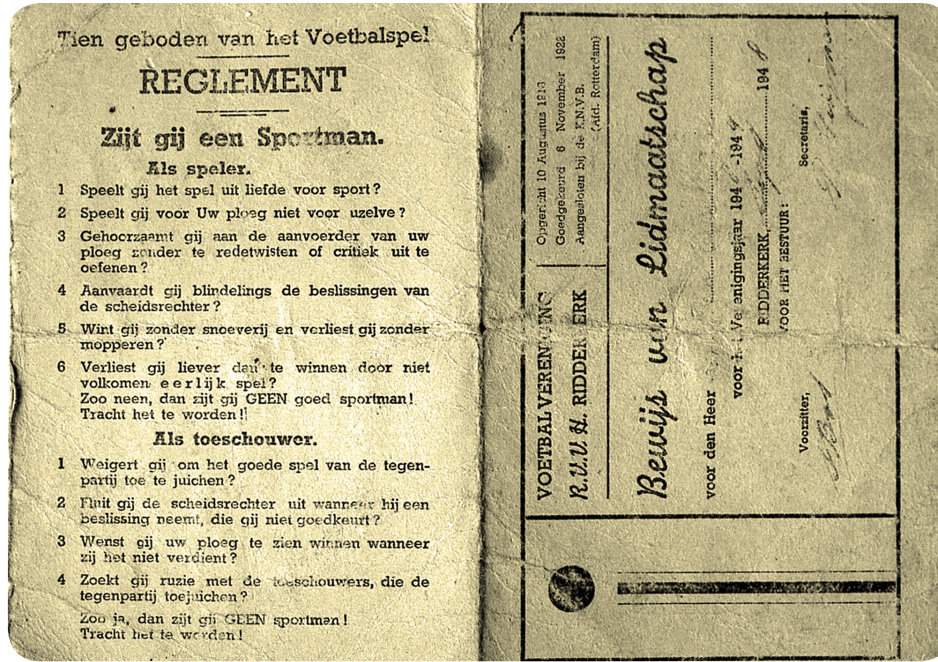 Tien geboden van het Voetbalspel
REGLEMENT
Zijt gij een Sportman.
Als speler.
1 Speelt gij het spel uit liefde voor sport?
2 Speelt gij voor Uw ploeg niet voor uzelve?
3 Gehoorzaamt gij aan de aanvoerder van uw
ploeg zonder te redetwisten of critiek uit te
oefenen?
4 Aanvaardt gij blindelings de beslissingen van
de scheidsrechter?
5 Wint gij zonder snoeverij en verliest gij zonder
mopperen?
6 Verliest gij liever dan te winnen door niet
volkomen eerlijk spel?
Zoo neen, dan zijt gij GEEN goed sportman!
Tracht het te worden!!
Als toeschouwer.
1 Weigert gij om het goede spel van de tegen-
partij toe te juichen?
2 Fluit gij de scheidsrechter uit wanneer hij een
beslissing neemt, die gij niet goedkeurt?
3 Wenst gij uw ploeg te zien winnen wanneer
zij het niet verdient?
4 Zoekt gij ruzie met de toeschouwers, die de
tegenpartij toejuichen?
Zoo ja, dan zijt gij GEEN sportman!
Tracht het te worden!
VOETBALVERENIGING
R.V.V.H. RIDDERKERK
Opgericht 10 Augustus 1916
Goedgekeurd 6 November 1922
Aangesloten bij de K.N.V.B.
(Afd. Rotterdam)
Bewijs van Lidmaatschap
voor den Heer
voor het Verenigingsjaar 194 -194
RIDDERKERK, 1948
VOOR HET BESTUUR:
Voorzitter, Secretaris,